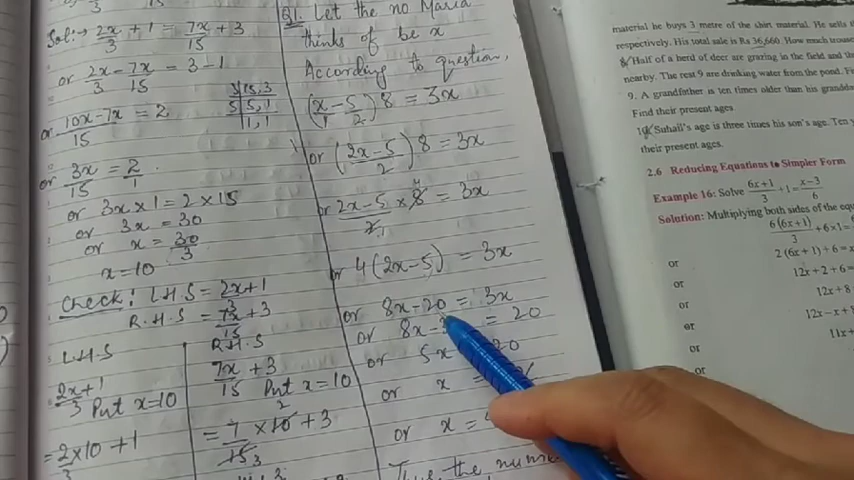 Sol:→ 2x/3 + 1 = 7x/15 + 3
or 2x/3 - 7x/15 = 3-1
or 10x-7x/15 = 2
3 | 15, 3
5 | 5, 1
1, 1
or 3x/15 = 2/1
or 3x × 1 = 2 × 15
or 3x = 30
or x = 30/3
x = 10
Check: L.H.S = 2x/3 + 1
R.H.S = 7x/15 + 3
L.H.S
2x/3 + 1
Put x=10
= 2×10/3 + 1
R.H.S
7x/15 + 3
Put x = 10
= 7/15 × 10 + 3
Q1. Let the no Maria
thinks of be x
According to question,
(x/1 - 5/2) 8 = 3x
or (2x-5/2) 8 = 3x
or 2x-5/2 × 8 = 3x
or 4(2x-5) = 3x
or 8x-20 = 3x
or 8x- = 20
or 5x 20
or x =
or x =
Thus the num
material he buys 3 metre of the shirt material. He sells
respectively. His total sale is Rs 36,660. How much trouse
8. Half of a herd of deer are grazing in the field and th
nearby. The rest 9 are drinking water from the pond. F
9. A grandfather is ten times older than his grandda
Find their present ages.
10. Suhail's age is three times his son's age. Ten y
their present ages.
2.6 Reducing Equations to Simpler Form
Example 16: Solve 6x+1/3 + 1 = x-3/6
Solution: Multiplying both sides of the equ
6(6x+1)/3 + 6×1 =
or 2(6x+1) + 6 =
or 12x + 2 + 6 =
or 12x + 8
or 12x - x
or 11x
or